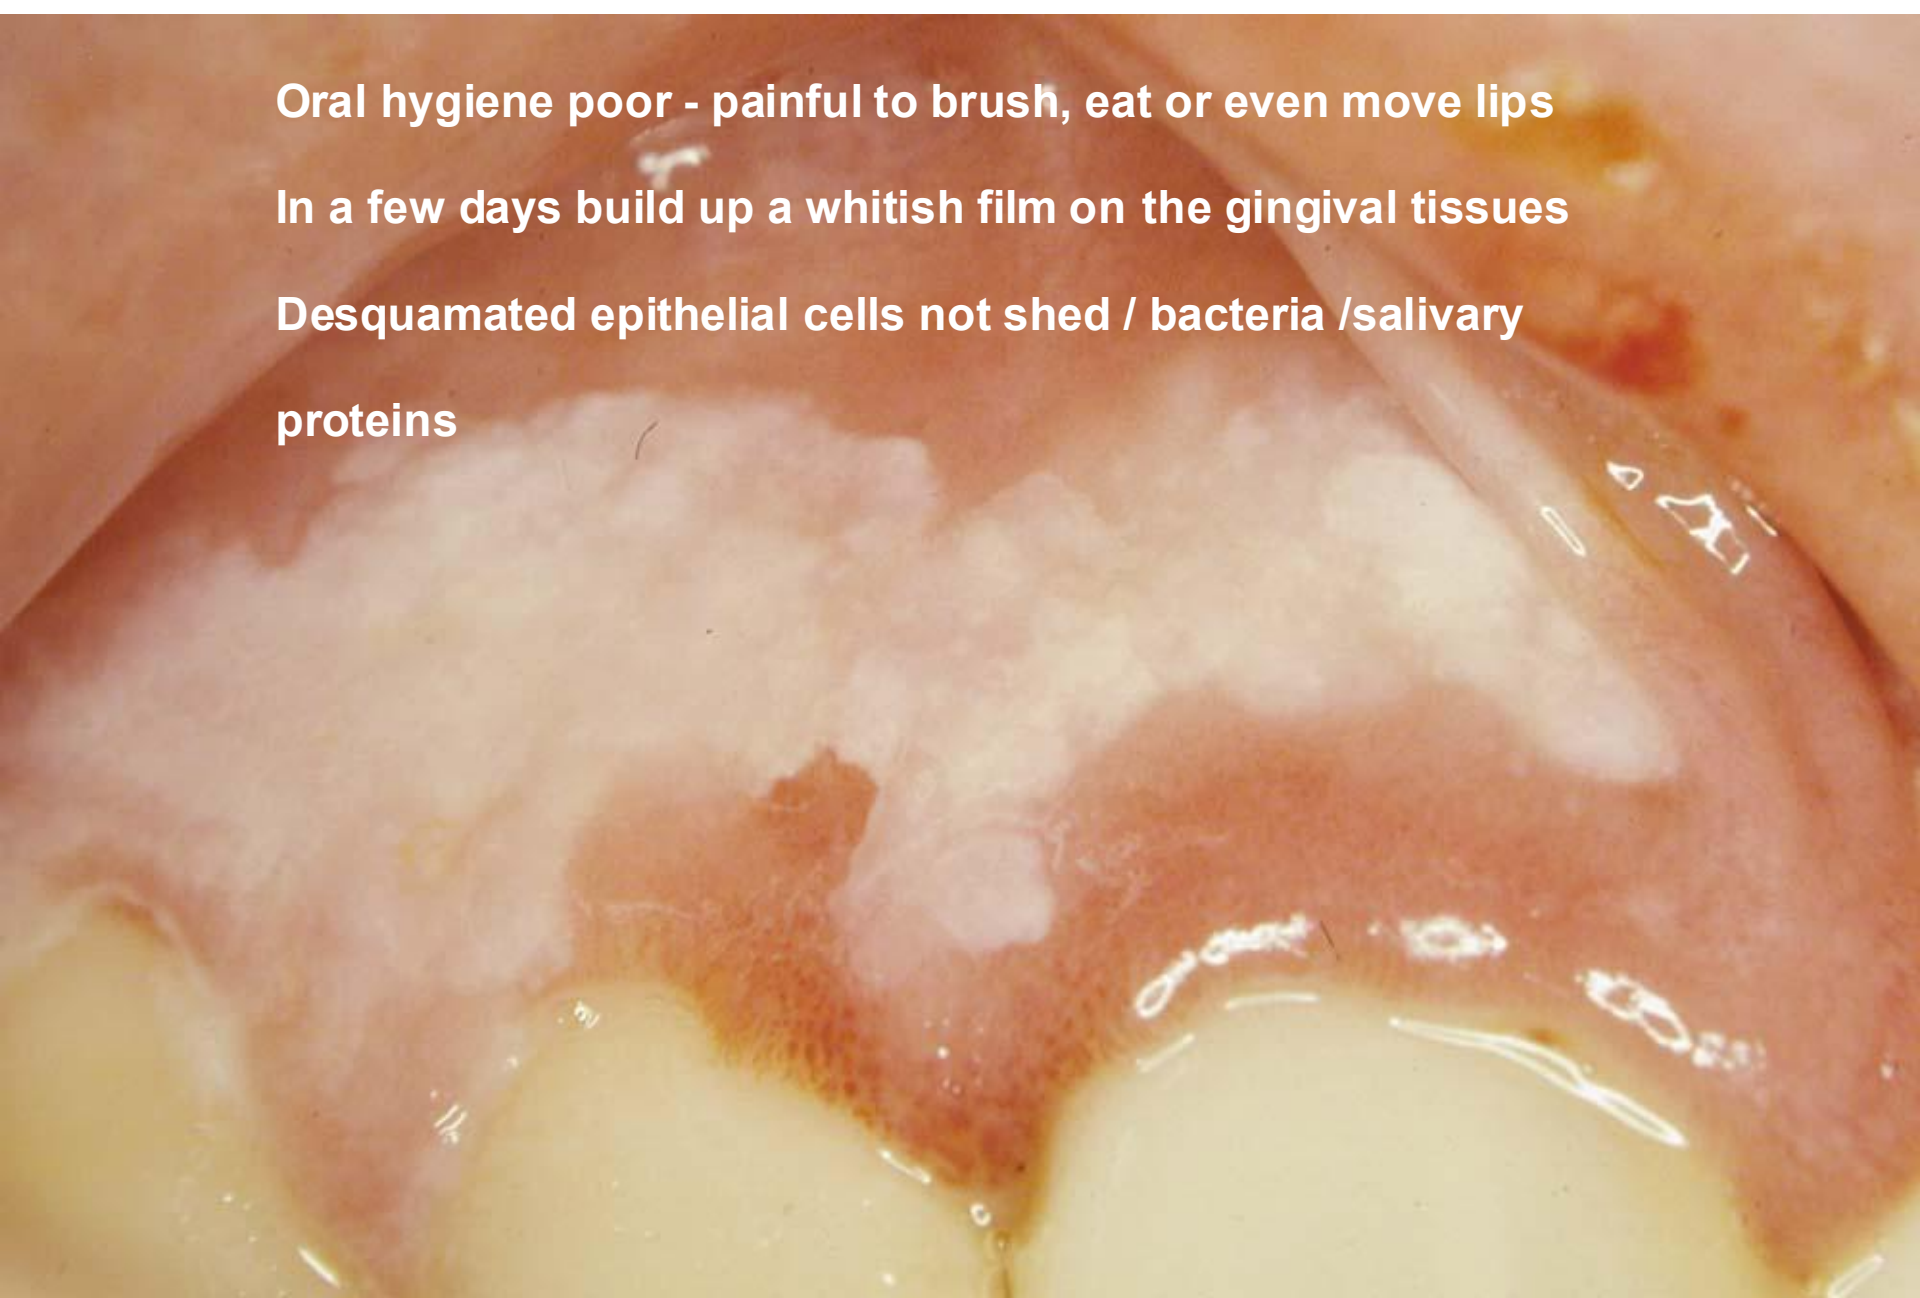 Oral hygiene poor - painful to brush, eat or even move lips
In a few days build up a whitish film on the gingival tissues
Desquamated epithelial cells not shed / bacteria /salivary
proteins